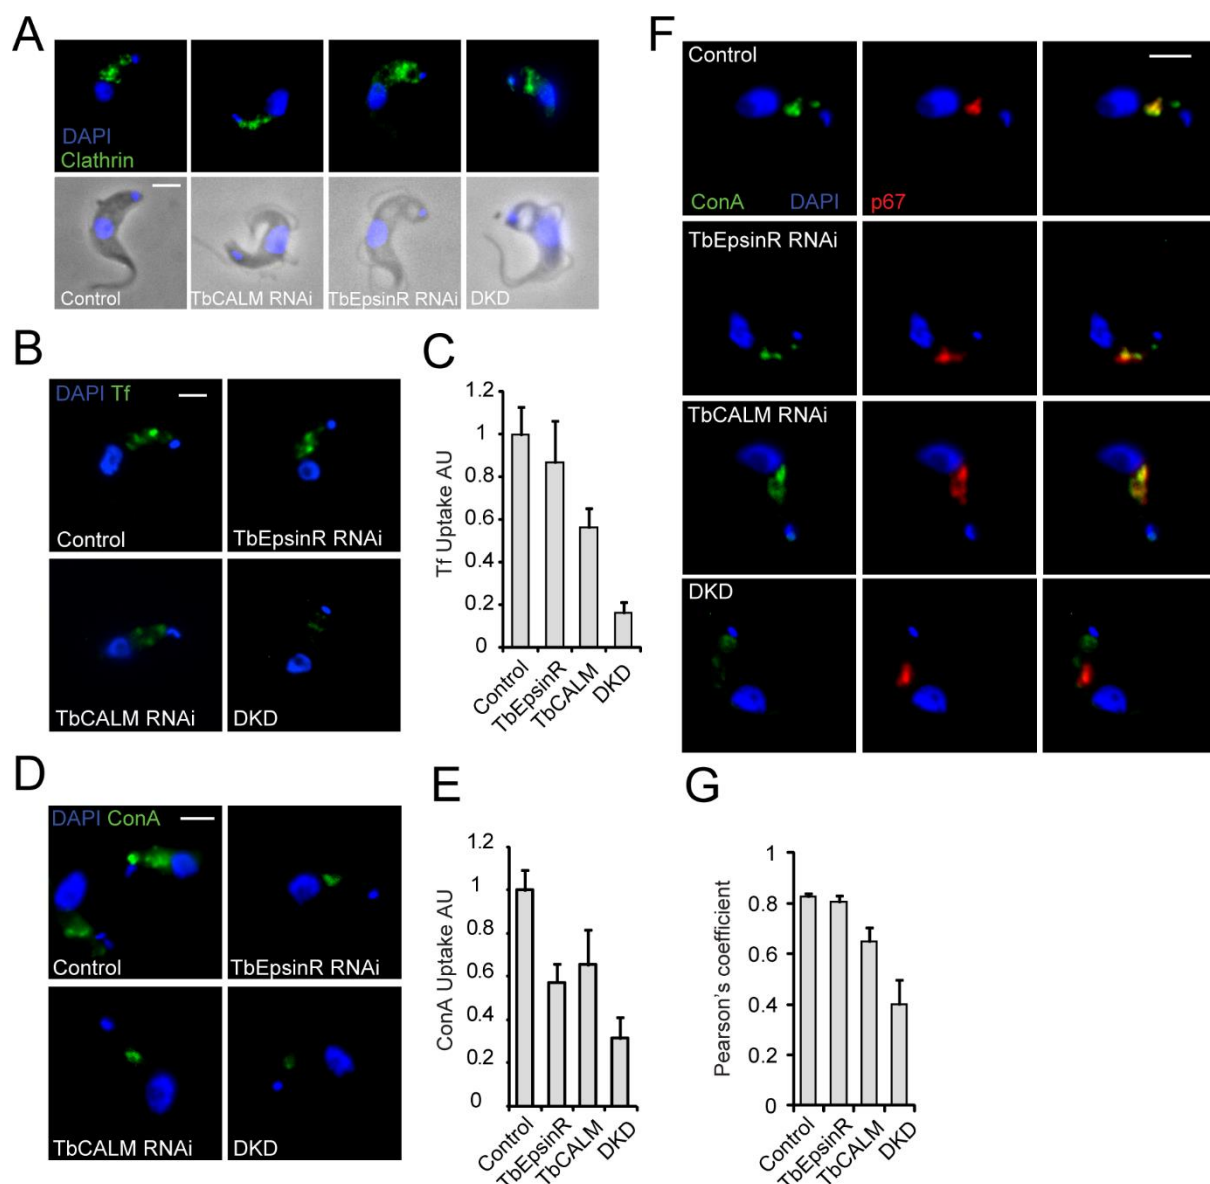 A
DAPI
Clathrin
Control
TbCALM RNAi
TbEpsinR RNAi
DKD
B
DAPI Tf
Control
TbEpsinR RNAi
TbCALM RNAi
DKD
C
Tf Uptake AU
1.2
1
0.8
0.6
0.4
0.2
0
Control
TbEpsinR
TbCALM
DKD
D
DAPI ConA
Control
TbEpsinR RNAi
TbCALM RNAi
DKD
E
ConA Uptake AU
1.2
1
0.8
0.6
0.4
0.2
0
Control
TbEpsinR
TbCALM
DKD
F
Control
ConA
DAPI
p67
TbEpsinR RNAi
TbCALM RNAi
DKD
G
Pearson's coefficient
1
0.8
0.6
0.4
0.2
0
Control
TbEpsinR
TbCALM
DKD